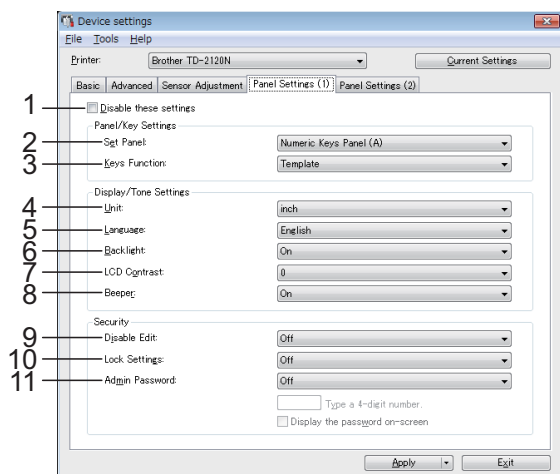 Device settings
File Tools Help
Printer: Brother TD-2120N Current Settings
Basic Advanced Sensor Adjustment Panel Settings (1) Panel Settings (2)
1 Disable these settings
Panel/Key Settings
2 Set Panel: Numeric Keys Panel (A)
3 Keys Function: Template
Display/Tone Settings
4 Unit: inch
5 Language: English
6 Backlight: On
7 LCD Contrast: 0
8 Beeper: On
Security
9 Disable Edit: Off
10 Lock Settings: Off
11 Admin Password: Off
Type a 4-digit number.
Display the password on-screen
Apply Exit